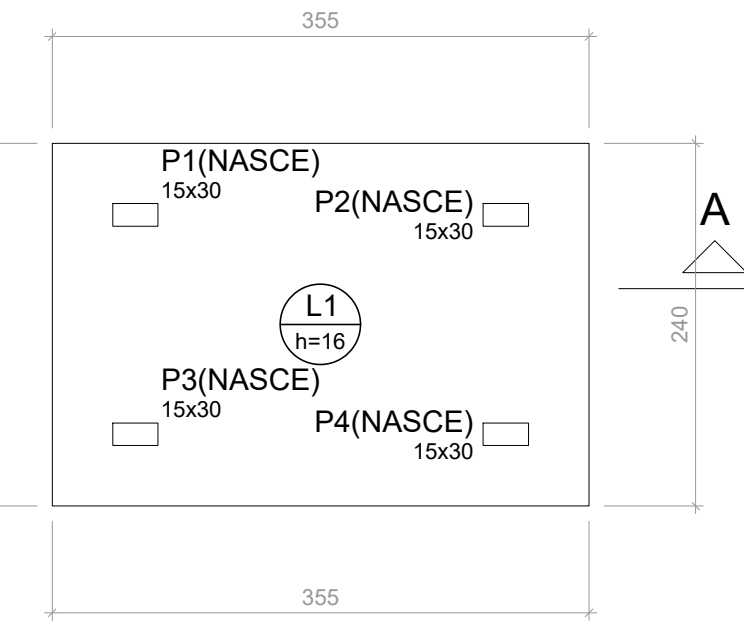 355
P1(NASCE)
15x30
P2(NASCE)
15x30
A
L1
h=16
240
P3(NASCE)
15x30
P4(NASCE)
15x30
355